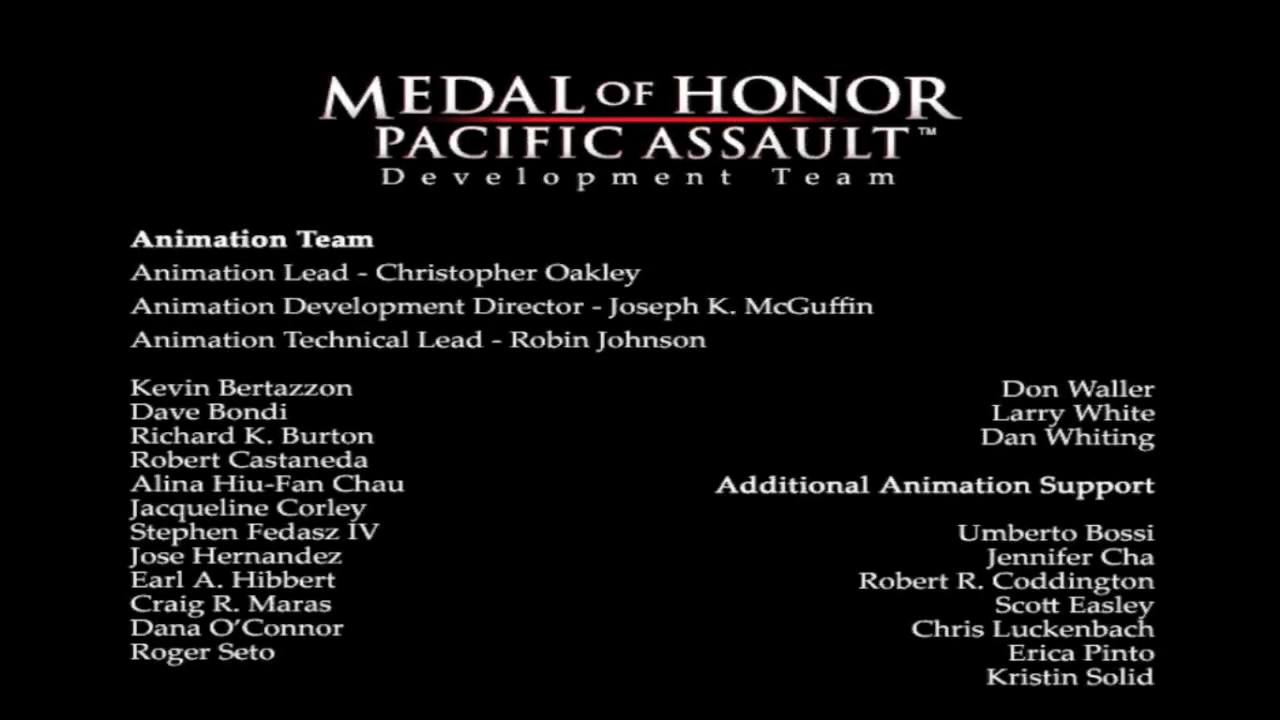 MEDAL OF HONOR
PACIFIC ASSAULT™
Development Team
Animation Team
Animation Lead - Christopher Oakley
Animation Development Director - Joseph K. McGuffin
Animation Technical Lead - Robin Johnson
Kevin Bertazzon
Dave Bondi
Richard K. Burton
Robert Castaneda
Alina Hiu-Fan Chau
Jacqueline Corley
Stephen Fedasz IV
Jose Hernandez
Earl A. Hibbert
Craig R. Maras
Dana O'Connor
Roger Seto
Don Waller
Larry White
Dan Whiting
Additional Animation Support
Umberto Bossi
Jennifer Cha
Robert R. Coddington
Scott Easley
Chris Luckenbach
Erica Pinto
Kristin Solid